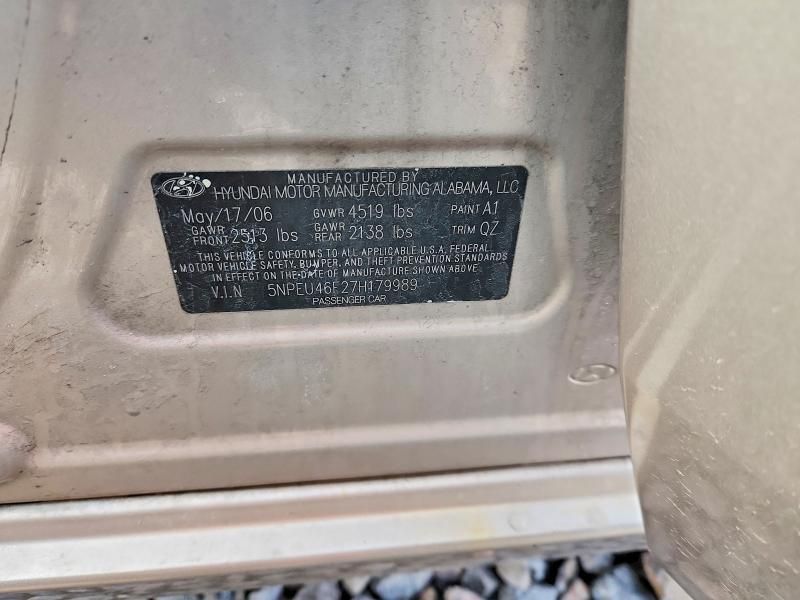 MANUFACTURED BY
HYUNDAI MOTOR MANUFACTURING ALABAMA, LLC
May/17/06 GVWR 4519 lbs PAINT A1
GAWR FRONT 2513 lbs GAWR REAR 2138 lbs TRIM QZ
THIS VEHICLE CONFORMS TO ALL APPLICABLE U.S.A. FEDERAL
MOTOR VEHICLE SAFETY, BUMPER, AND THEFT PREVENTION STANDARDS
IN EFFECT ON THE DATE OF MANUFACTURE SHOWN ABOVE
V.I.N 5NPEU46F27H179989
PASSENGER CAR